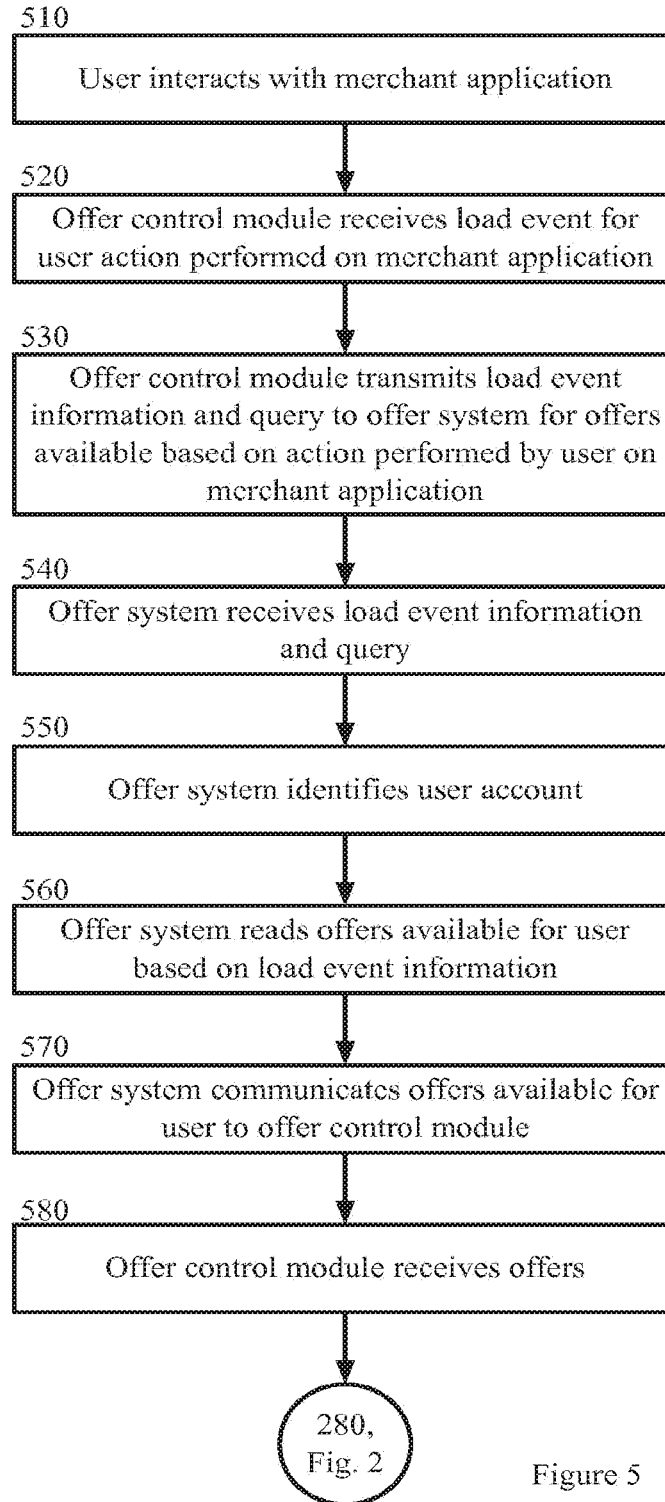 510
User interacts with merchant application
520
Offer control module receives load event for
user action performed on merchant application
530
Offer control module transmits load event
information and query to offer system for offers
available based on action performed by user on
merchant application
540
Offer system receives load event information
and query
550
Offer system identifies user account
560
Offer system reads offers available for user
based on load event information
570
Offer system communicates offers available for
user to offer control module
580
Offer control module receives offers
280,
Fig. 2
Figure 5